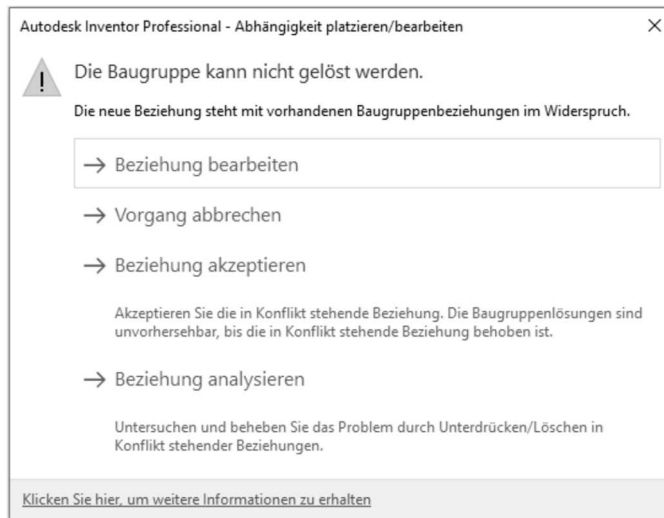 Autodesk Inventor Professional - Abhängigkeit platzieren/bearbeiten
Die Baugruppe kann nicht gelöst werden.
Die neue Beziehung steht mit vorhandenen Baugruppenbeziehungen im Widerspruch.
Beziehung bearbeiten
Vorgang abbrechen
Beziehung akzeptieren
Akzeptieren Sie die in Konflikt stehende Beziehung. Die Baugruppenlösungen sind
unvorhersehbar, bis die in Konflikt stehende Beziehung behoben ist.
Beziehung analysieren
Untersuchen und beheben Sie das Problem durch Unterdrücken/Löschen in
Konflikt stehender Beziehungen.
Klicken Sie hier, um weitere Informationen zu erhalten